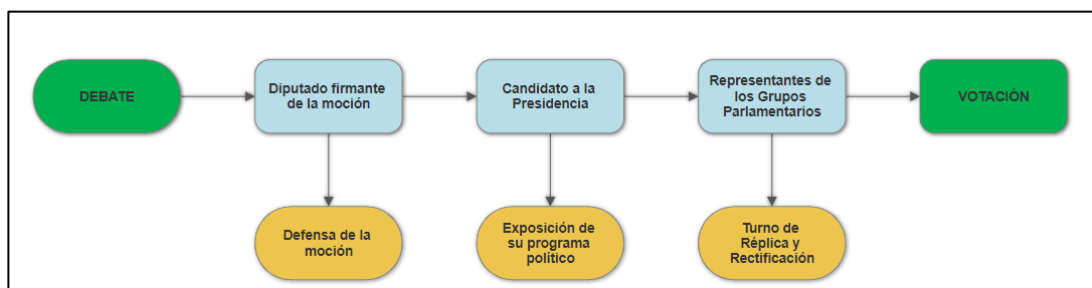 DEBATE
Diputado firmante
de la moción
Candidato a la
Presidencia
Representantes de
los Grupos
Parlamentarios
VOTACIÓN
Defensa de la
moción
Exposición de
su programa
político
Turno de
Réplica y
Rectificación